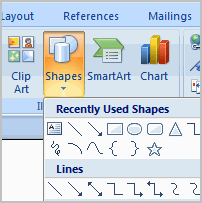 Layout References Mailings
Clip Art Shapes SmartArt Chart
Recently Used Shapes
Lines